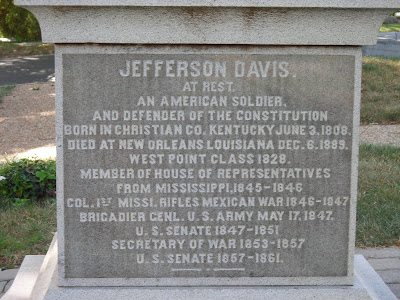 JEFFERSON DAVIS.
AT REST.
AN AMERICAN SOLDIER,
AND DEFENDER OF THE CONSTITUTION
BORN IN CHRISTIAN CO. KENTUCKY JUNE 3. 1808.
DIED AT NEW ORLEANS LOUISIANA DEC. 6. 1889.
WEST POINT CLASS 1828.
MEMBER OF HOUSE OF REPRESENTATIVES
FROM MISSISSIPPI, 1845-1846
COL. 1ST MISSI. RIFLES MEXICAN WAR 1846-1847
BRIGADIER GENL. U.S. ARMY MAY 17. 1847.
U.S. SENATE 1847-1851
SECRETARY OF WAR 1853-1857
U.S. SENATE 1857-1861.